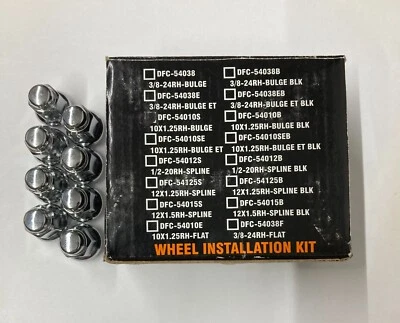 DFC-54038
3/8-24RH-BULGE
DFC-54038E
3/8-24RH-BULGE ET
DFC-54010S
10X1.25RH-BULGE
DFC-54010SE
10X1.25RH-BULGE ET
DFC-54012S
1/2-20RH-SPLINE
DFC-54125S
12X1.25RH-SPLINE
DFC-54015S
12X1.5RH-SPLINE
DFC-54010E
10X1.25RH-FLAT
DFC-54038B
3/8-24RH-BULGE BLK
DFC-54038EB
3/8-24RH-BULGE ET BLK
DFC-54010B
10X1.25RH-BULGE BLK
DFC-54010SEB
10X1.25RH-BULGE ET BLK
DFC-54012B
1/2-20RH-SPLINE BLK
DFC-54125B
12X1.25RH-SPLINE BLK
DFC-54015B
12X1.5RH-SPLINE BLK
DFC-54038F
3/8-24RH-FLAT
WHEEL INSTALLATION KIT